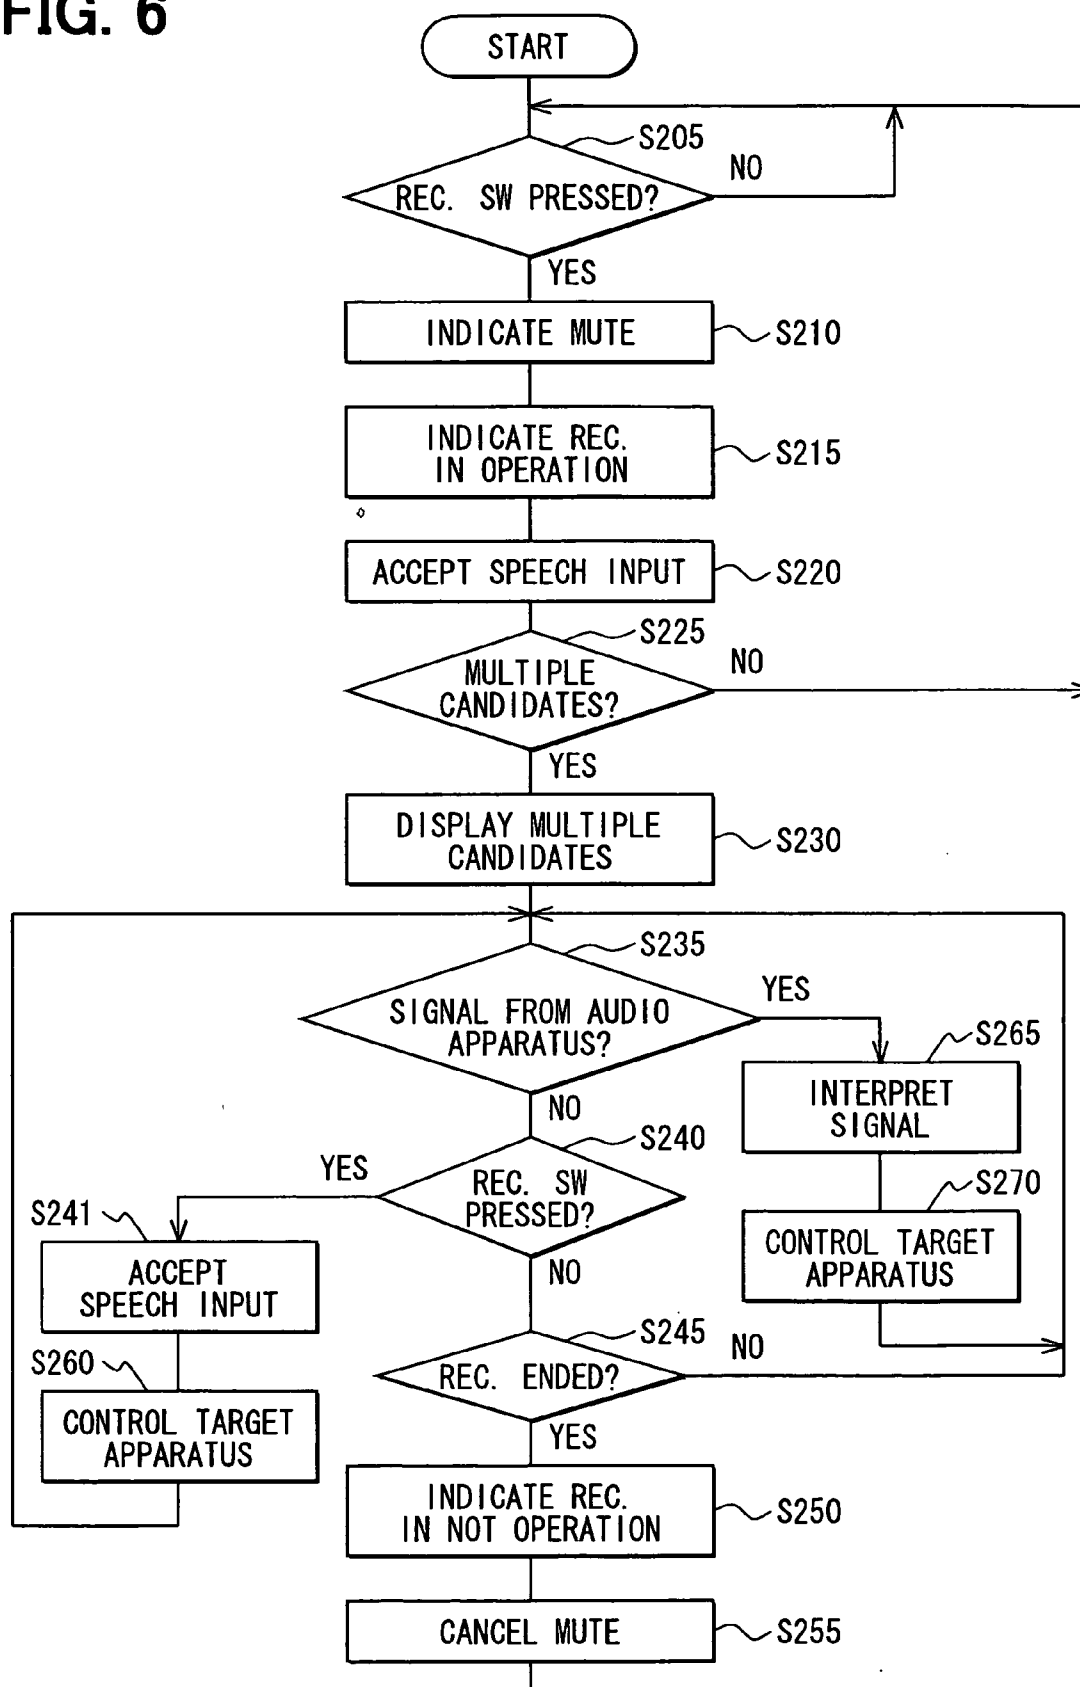 FIG. 6
START
S205
REC. SW PRESSED?
NO
YES
INDICATE MUTE
S210
INDICATE REC.
IN OPERATION
S215
ACCEPT SPEECH INPUT
S220
S225
MULTIPLE
CANDIDATES?
NO
YES
DISPLAY MULTIPLE
CANDIDATES
S230
S235
SIGNAL FROM AUDIO
APPARATUS?
YES
NO
S265
INTERPRET
SIGNAL
S240
REC. SW
PRESSED?
YES
NO
S270
CONTROL TARGET
APPARATUS
S241
ACCEPT
SPEECH INPUT
S245
REC. ENDED?
NO
YES
S260
CONTROL TARGET
APPARATUS
INDICATE REC.
IN NOT OPERATION
S250
CANCEL MUTE
S255